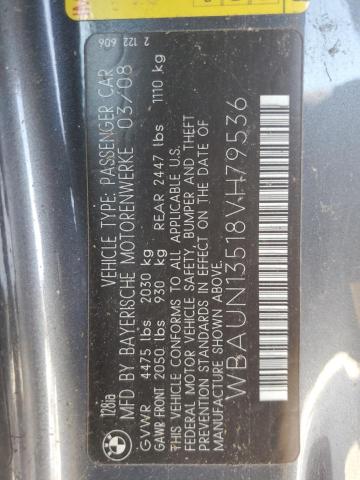 2 122 606
128ia
VEHICLE TYPE: PASSENGER CAR
MFD BY BAYERISCHE MOTORENWERKE 03/08
GVWR 4475 lbs 2030 kg
GAWR FRONT 2050 lbs 930 kg REAR 2447 lbs 1110 kg
THIS VEHICLE CONFORMS TO ALL APPLICABLE U.S.
FEDERAL MOTOR VEHICLE SAFETY, BUMPER AND THEFT
PREVENTION STANDARDS IN EFFECT ON THE DATE OF
MANUFACTURE SHOWN ABOVE.
WBAUN13518VH79536
BMW